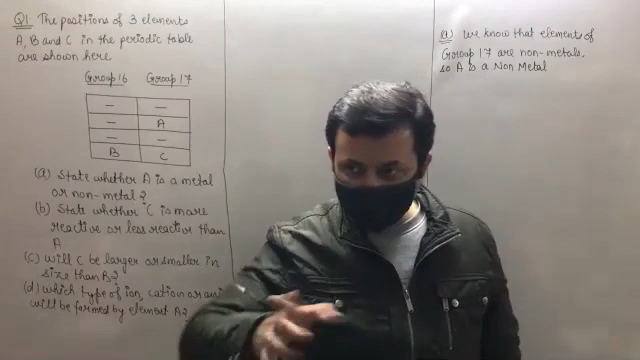 Q1 The positions of 3 elements
A, B and C in the periodic table
are shown here
Group 16 Group 17
— —
— A
— —
B C
(a) State whether A is a metal
or non-metal?
(b) State whether C is more
reactive or less reactive than
A
(c) Will C be larger or smaller in
size than B?
(d) Which type of ion, cation or ani
will be formed by element A?
(a) We know that elements of
Group 17 are non-metals.
so A is a Non Metal